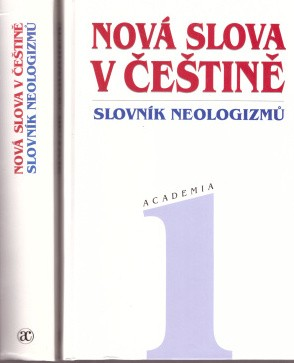 NOVÁ SLOVA V ČEŠTINĚ
SLOVNÍK NEOLOGIZMŮ
NOVÁ SLOVA
V ČEŠTINĚ
SLOVNÍK NEOLOGIZMŮ
ACADEMIA
1